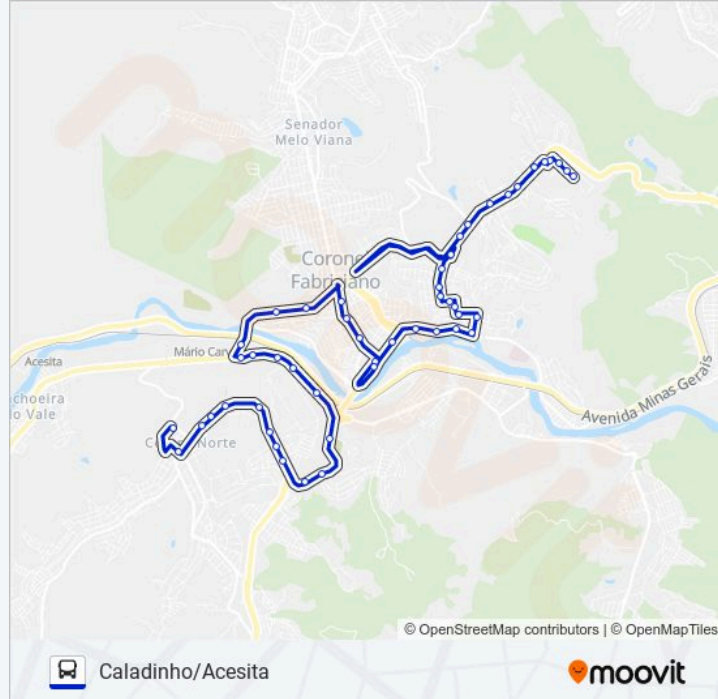 Senador
Melo Viana
Coronel
Fabriciano
Acesita
Mário Car
choeira
o Vale
Avenida Minas Gerais
Norte
© OpenStreetMap contributors | © OpenMapTiles
Caladinho/Acesita
moovit